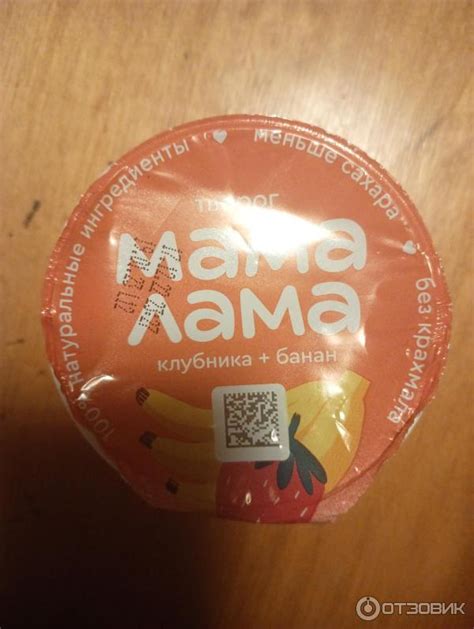 100% натуральные ингредиенты
меньше сахара
без крахмала
творог
мама
лама
клубника + банан
ОТЗОВИК